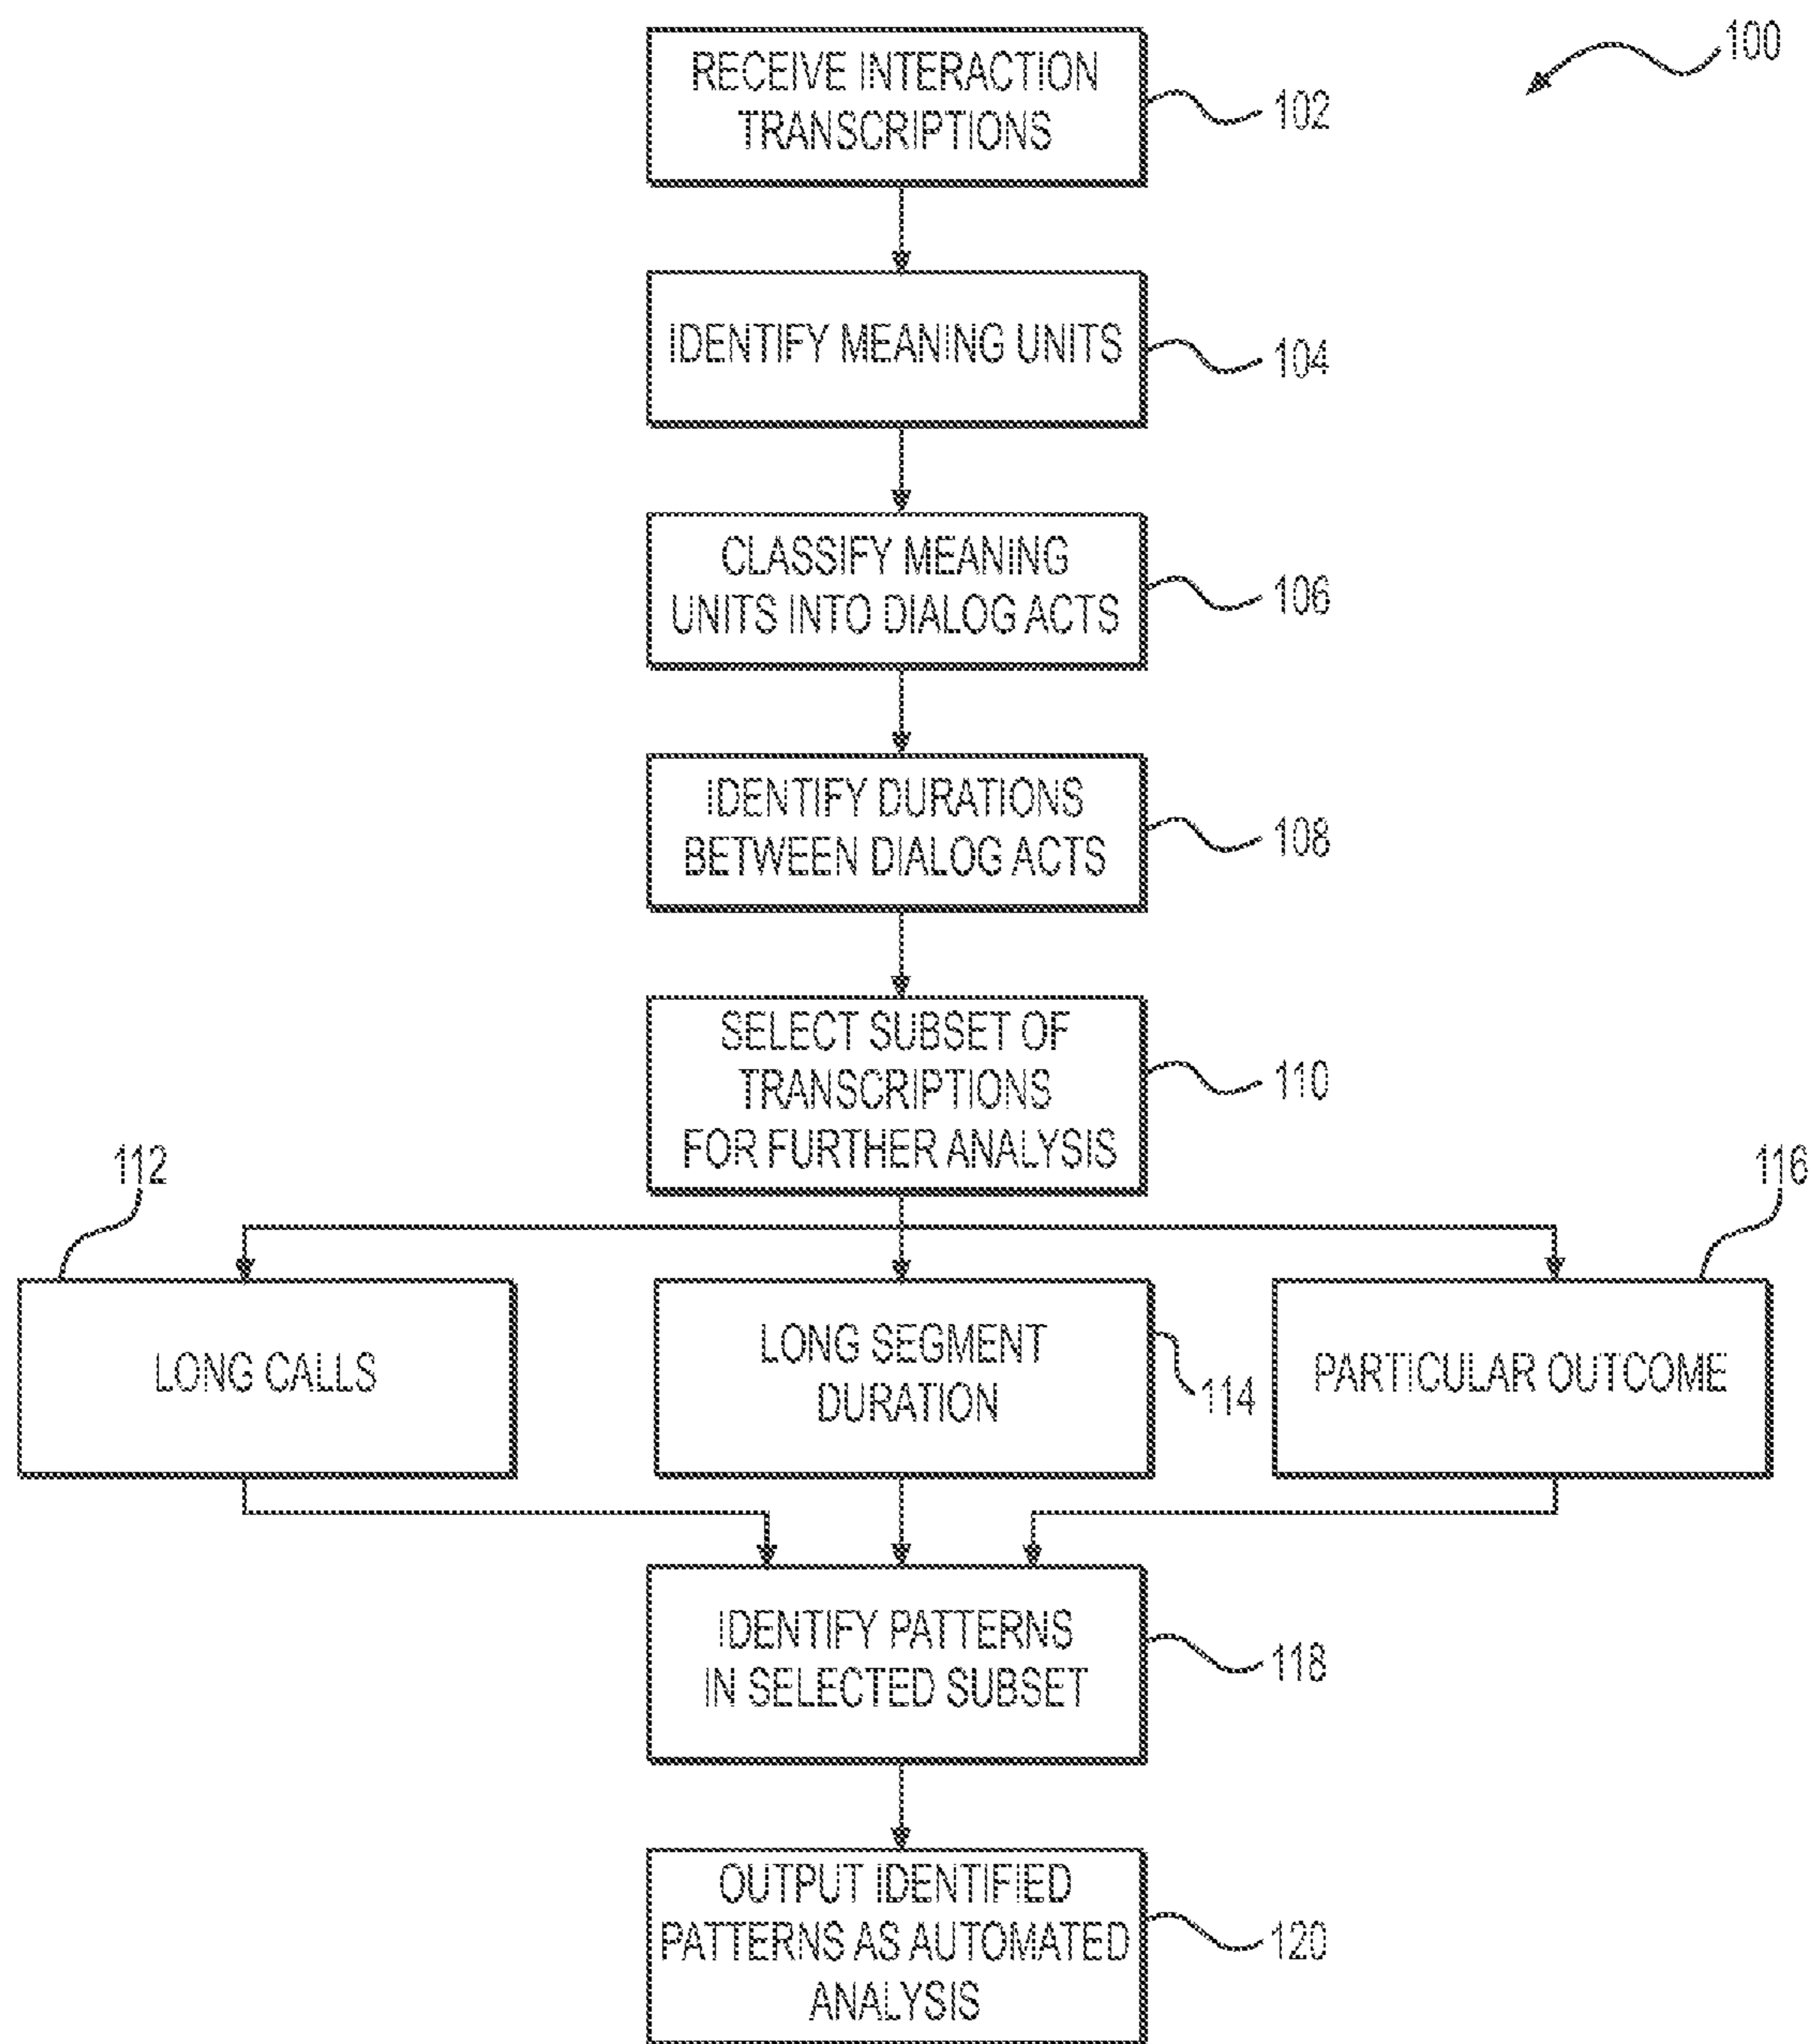 100
RECEIVE INTERACTION
TRANSCRIPTIONS
102
IDENTIFY MEANING UNITS
104
CLASSIFY MEANING
UNITS INTO DIALOG ACTS
106
IDENTIFY DURATIONS
BETWEEN DIALOG ACTS
108
SELECT SUBSET OF
TRANSCRIPTIONS
FOR FURTHER ANALYSIS
110
112
LONG CALLS
LONG SEGMENT
DURATION
114
116
PARTICULAR OUTCOME
IDENTIFY PATTERNS
IN SELECTED SUBSET
118
OUTPUT IDENTIFIED
PATTERNS AS AUTOMATED
ANALYSIS
120